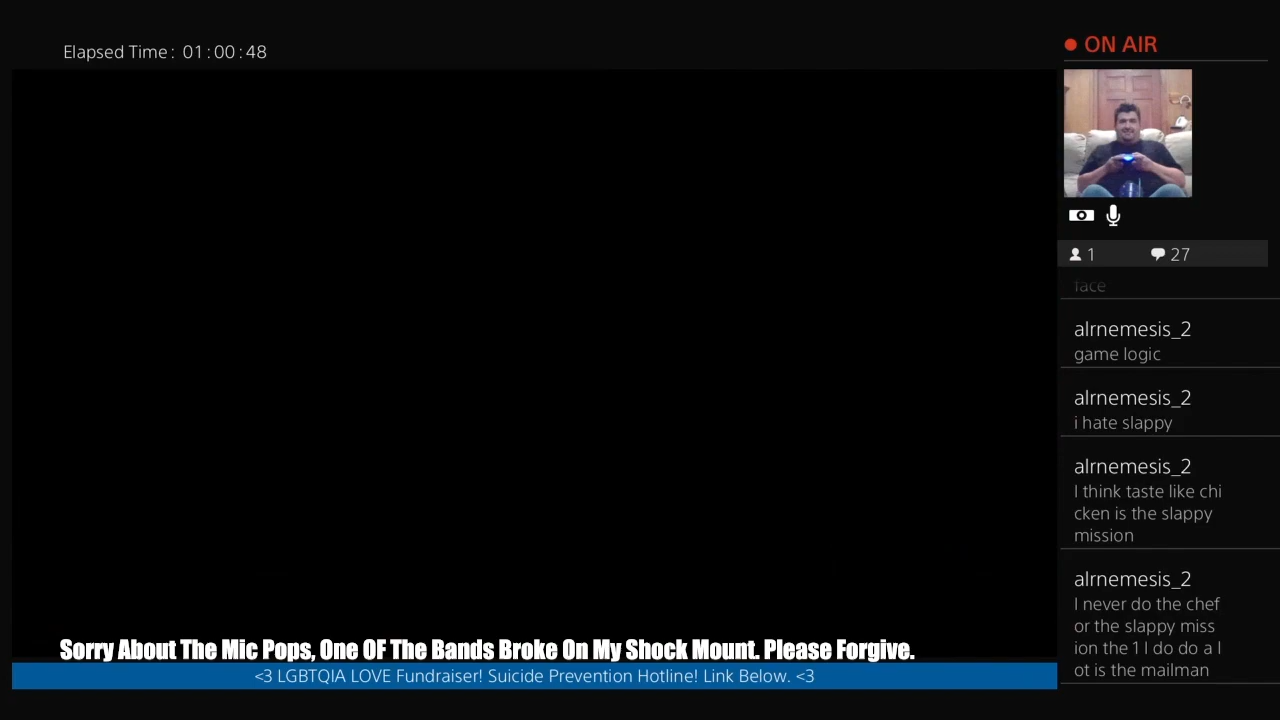 Elapsed Time: 01:00:48
ON AIR
1 27
face
alrnemesis_2
game logic
alrnemesis_2
i hate slappy
alrnemesis_2
I think taste like chi
cken is the slappy
mission
alrnemesis_2
I never do the chef
or the slappy miss
ion the 1 I do do a l
ot is the mailman
Sorry About The Mic Pops, One OF The Bands Broke On My Shock Mount. Please Forgive.
<3 LGBTQIA LOVE Fundraiser! Suicide Prevention Hotline! Link Below. <3